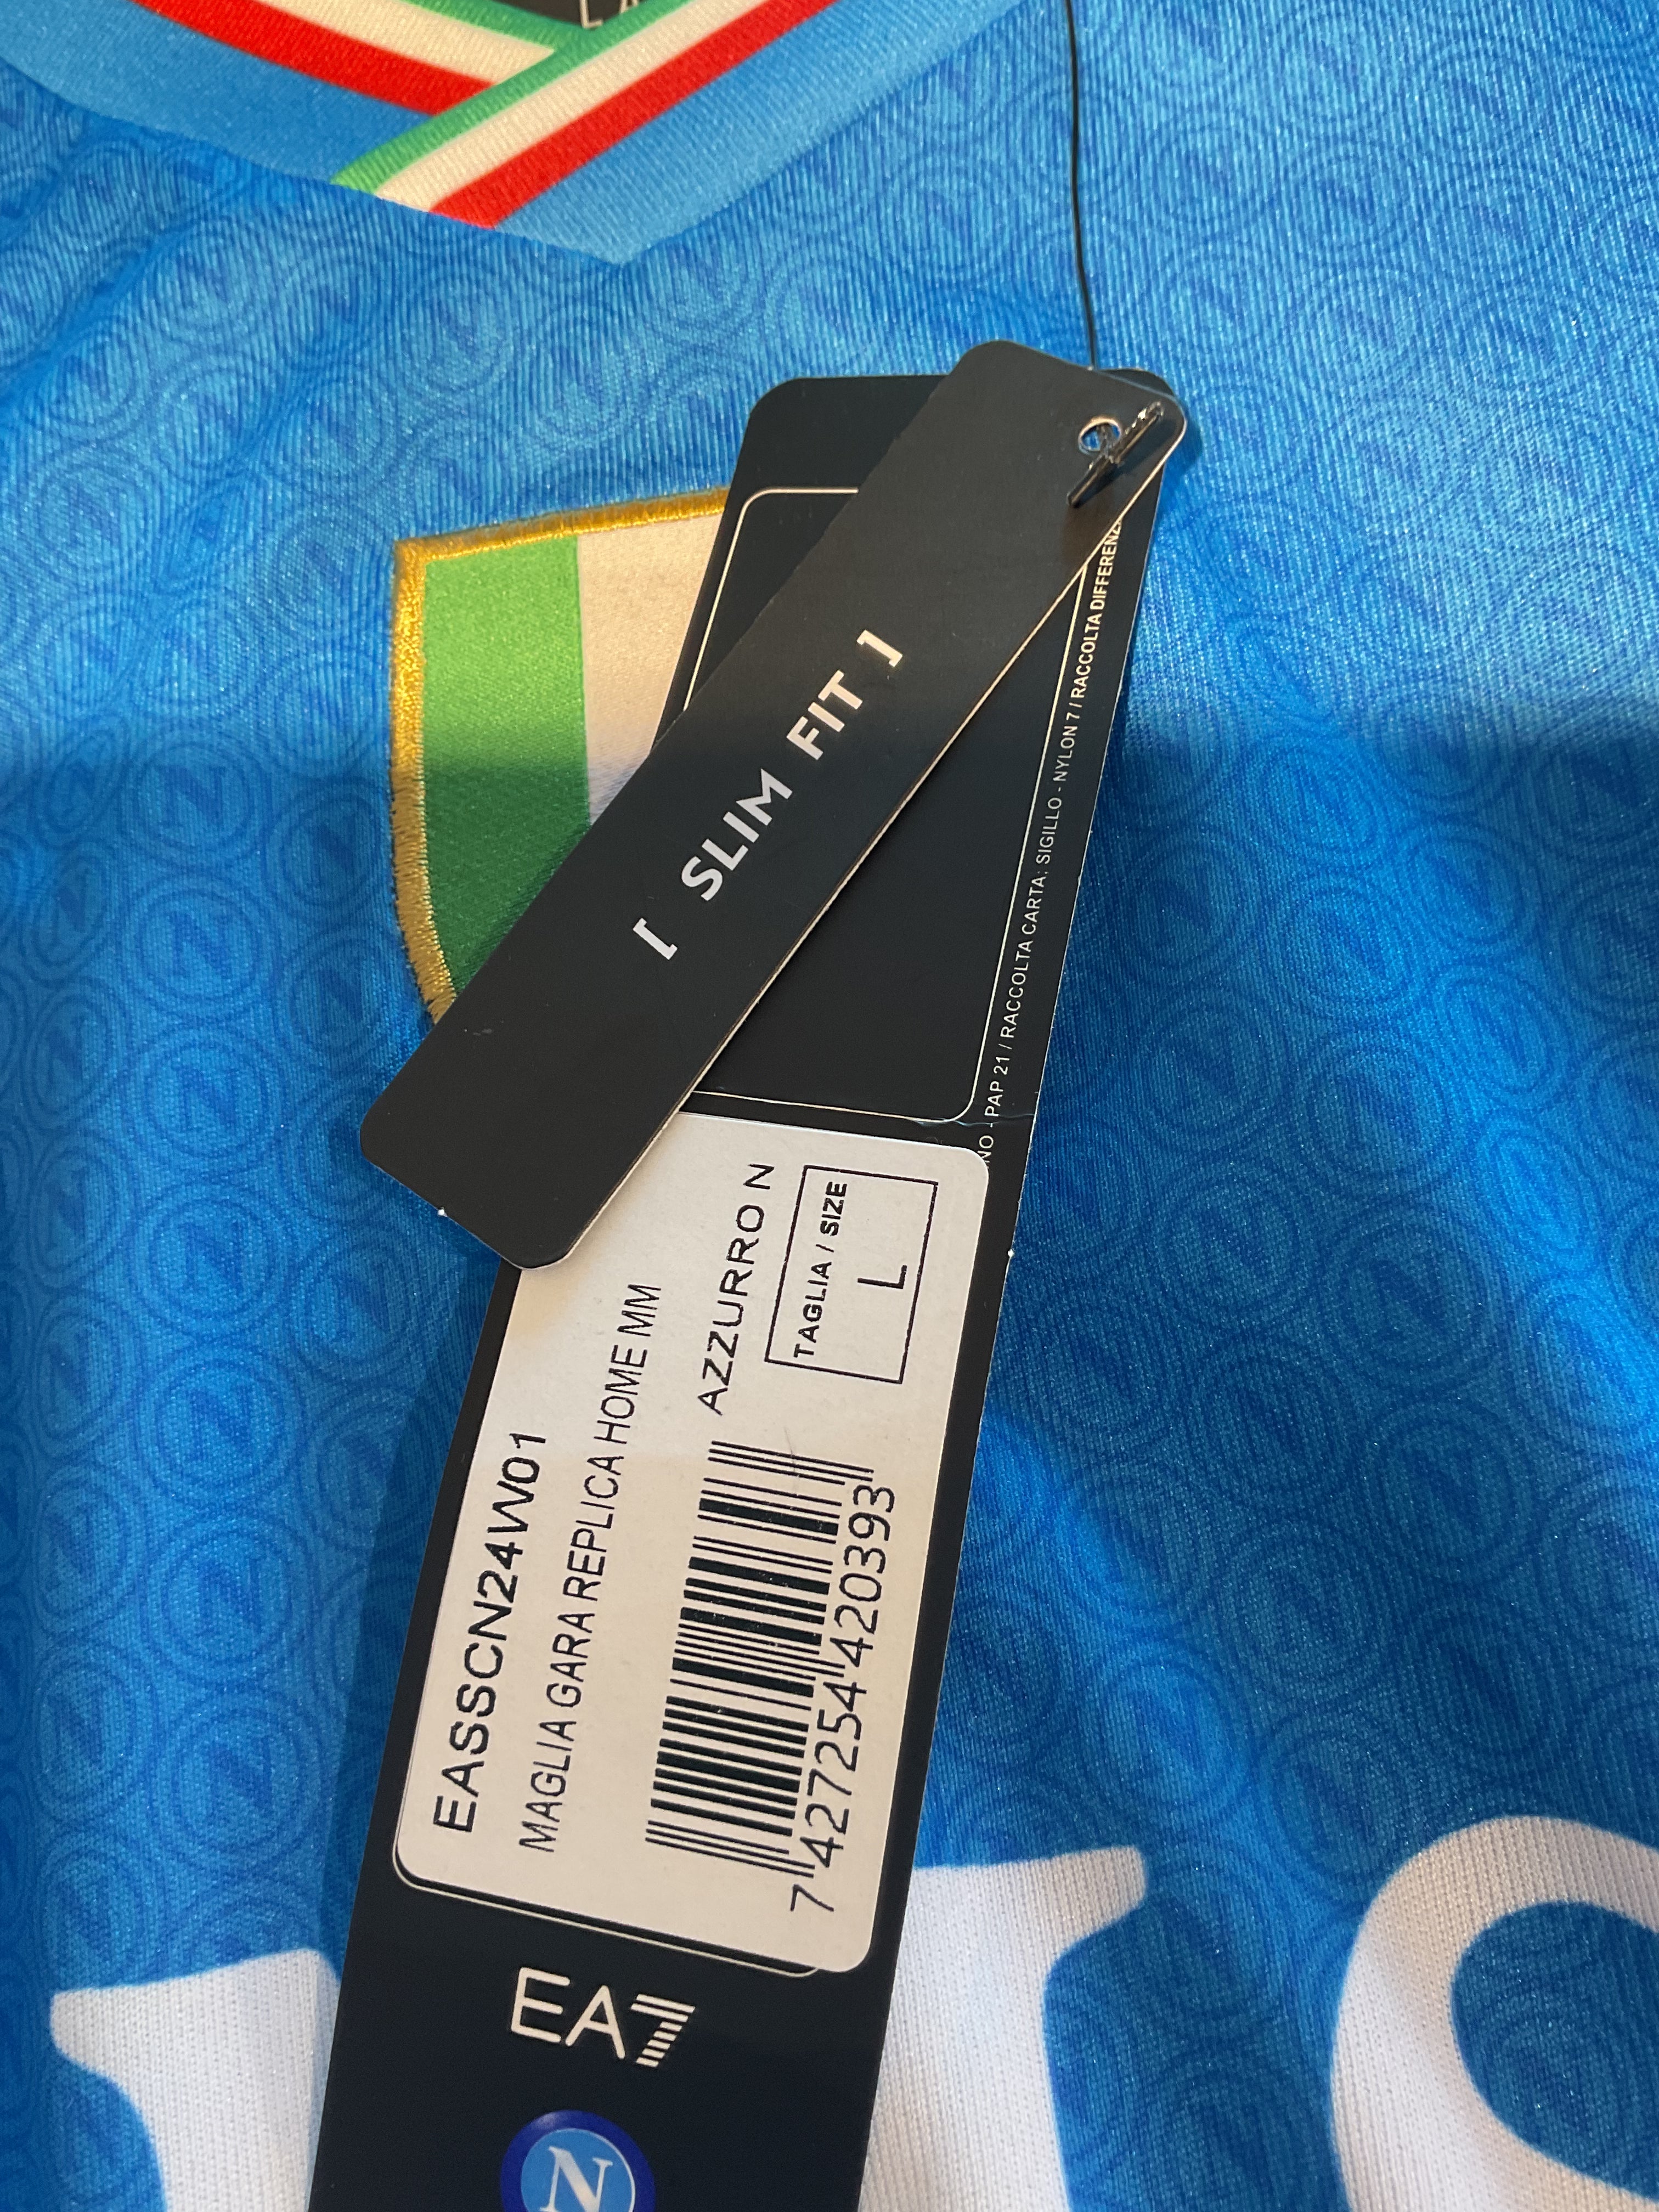 [ SLIM FIT ]
NO - PAP 21 / RACCOLTA CARTA; SIGILLO - NYLON 7 / RACCOLTA
EASSCN24W01
MAGLIA GARA REPLICA HOME MM
AZZURRO N
TAGLIA / SIZE
L
7 427254 420393
EA7
N